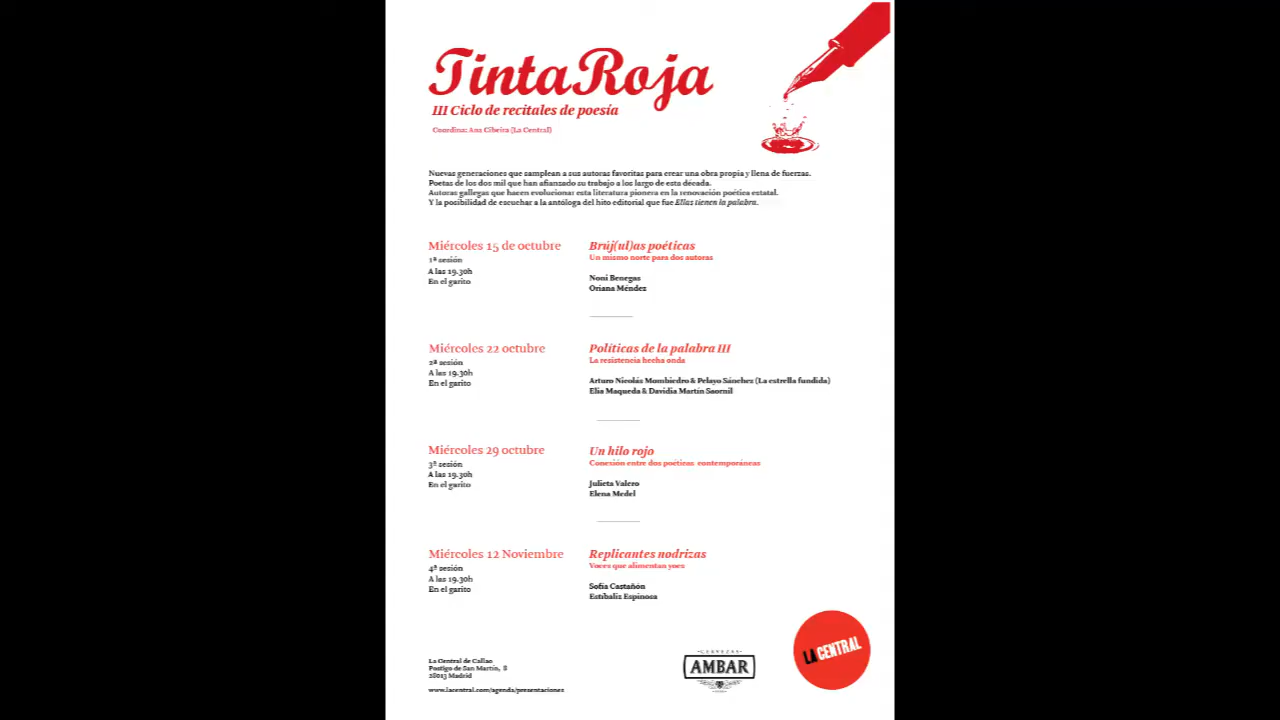 TintaRoja
III Ciclo de recitales de poesía
Coordina: Ana Cibeira (La Central)
Nuevas generaciones que samplean a sus autoras favoritas para crear una obra propia y llena de fuerzas.
Poetas de los dos mil que han afianzado su trabajo a los largo de esta década.
Autoras gallegas que hacen evolucionar esta literatura pionera en la renovación poética estatal.
Y la posibilidad de escuchar a la antóloga del hito editorial que fue Ellas tienen la palabra.
Miércoles 15 de octubre
1ª sesión
A las 19.30h
En el garito
Brúj(ul)as poéticas
Un mismo norte para dos autoras
Noni Benegas
Oriana Méndez
Miércoles 22 octubre
2ª sesión
A las 19.30h
En el garito
Políticas de la palabra III
La resistencia hecha onda
Arturo Nicolás Mombiedro & Pelayo Sánchez (La estrella fundida)
Elia Maqueda & Davidia Martín Saornil
Miércoles 29 octubre
3ª sesión
A las 19.30h
En el garito
Un hilo rojo
Conexión entre dos poéticas contemporáneas
Julieta Valero
Elena Medel
Miércoles 12 Noviembre
4ª sesión
A las 19.30h
En el garito
Replicantes nodrizas
Voces que alimentan yoes
Sofía Castañón
Estíbaliz Espinosa
La Central de Callao
Postigo de San Martín, 8
28013 Madrid
www.lacentral.com/agenda/presentaciones
CERVEZAS
AMBAR
LA CENTRAL